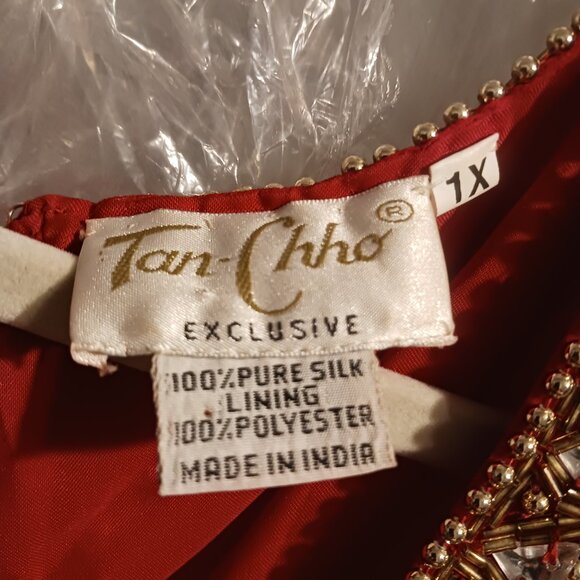 Tan-Chho ®
1X
EXCLUSIVE
100% PURE SILK
LINING
100% POLYESTER
MADE IN INDIA